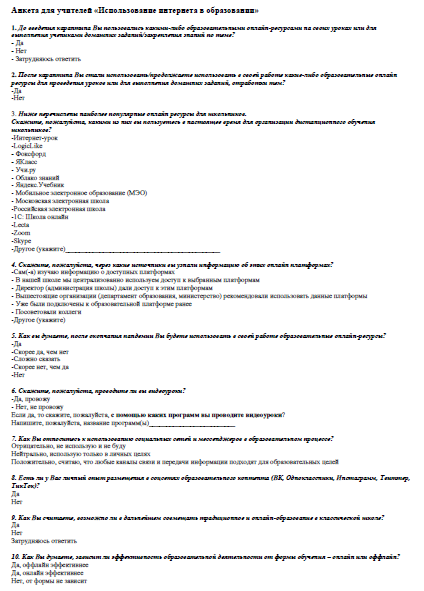 Анкета для учителей «Использование интернета в образовании»
1. До введения карантина Вы пользовались какими-либо образовательными онлайн-ресурсами на своих уроках или для
выполнения учениками домашних заданий/закрепления знаний по теме?
- Да
- Нет
- Затрудняюсь ответить
2. После карантина Вы стали использовать/продолжаете использовать в своей работе какие-либо образовательные онлайн
ресурсы для проведения уроков или для выполнения домашних заданий, отработки тем?
-Да
-Нет
3. Ниже перечислены наиболее популярные онлайн ресурсы для школьников.
Скажите, пожалуйста, какими из них вы пользуетесь в настоящее время для организации дистанционного обучения
школьников?
-Интернет-урок
-LogicLike
- Фоксфорд
- ЯКласс
- Учи.ру
- Облако знаний
- Яндекс.Учебник
- Мобильное электронное образование (МЭО)
- Московская электронная школа
-Российская электронная школа
-1С: Школа онлайн
-Lecta
-Zoom
-Skype
-Другое (укажите)
4. Скажите, пожалуйста, через какие источники вы узнали информацию об этих онлайн платформах?
-Сам(-а) изучаю информацию о доступных платформах
- В нашей школе мы централизованно используем доступ к выбранным платформам
- Директор (администрация школы) дали доступ к этим платформам
- Вышестоящие организации (департамент образования, министерство) рекомендовали использовать данные платформы
- Уже были подключены к образовательной платформе ранее
- Посоветовали коллеги
-Другое (укажите)
5. Как вы думаете, после окончания пандемии Вы будете использовать в своей работе образовательные онлайн-ресурсы?
-Да
-Скорее да, чем нет
-Сложно сказать
-Скорее нет, чем да
-Нет
6. Скажите, пожалуйста, проводите ли вы видеоуроки?
-Да, провожу
- Нет, не провожу
Если да, то скажите, пожалуйста, с помощью каких программ вы проводите видеоуроки?
Напишите, пожалуйста, название программ(ы)
7. Как Вы относитесь к использованию социальных сетей и мессенджеров в образовательном процессе?
Отрицательно, не использую и не буду
Нейтрально, использую только в личных целях
Положительно, считаю, что любые каналы связи и передачи информации подходят для образовательных целей
8. Есть ли у Вас личный опыт размещения в соцсетях образовательного контента (ВК, Одноклассники, Инстаграмм, Твиттер,
ТикТок)?
Да
Нет
9. Как Вы считаете, возможно ли в дальнейшем совмещать традиционное и онлайн-образование в классической школе?
Да
Нет
Затрудняюсь ответить
10. Как Вы думаете, зависит ли эффективность образовательной деятельности от формы обучения – онлайн или оффлайн?
Да, оффлайн эффективнее
Да, онлайн эффективнее
Нет, от формы не зависит